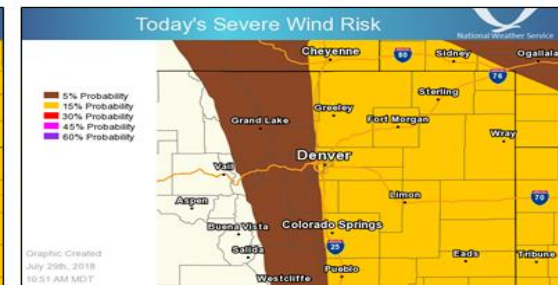 Today's Severe Wind Risk
National Weather Service
5% Probability
15% Probability
30% Probability
45% Probability
60% Probability
Cheyenne
80
Sidney
Ogallala
76
Sterling
Greeley
Grand Lake
Fort Morgan
Wray
Denver
Vail
Aspen
Limon
70
Buena Vista
Colorado Springs
Salida
25
Eads
Tribune
Pueblo
Westcliffe
Graphic Created
July 29th, 2018
10:51 AM MDT